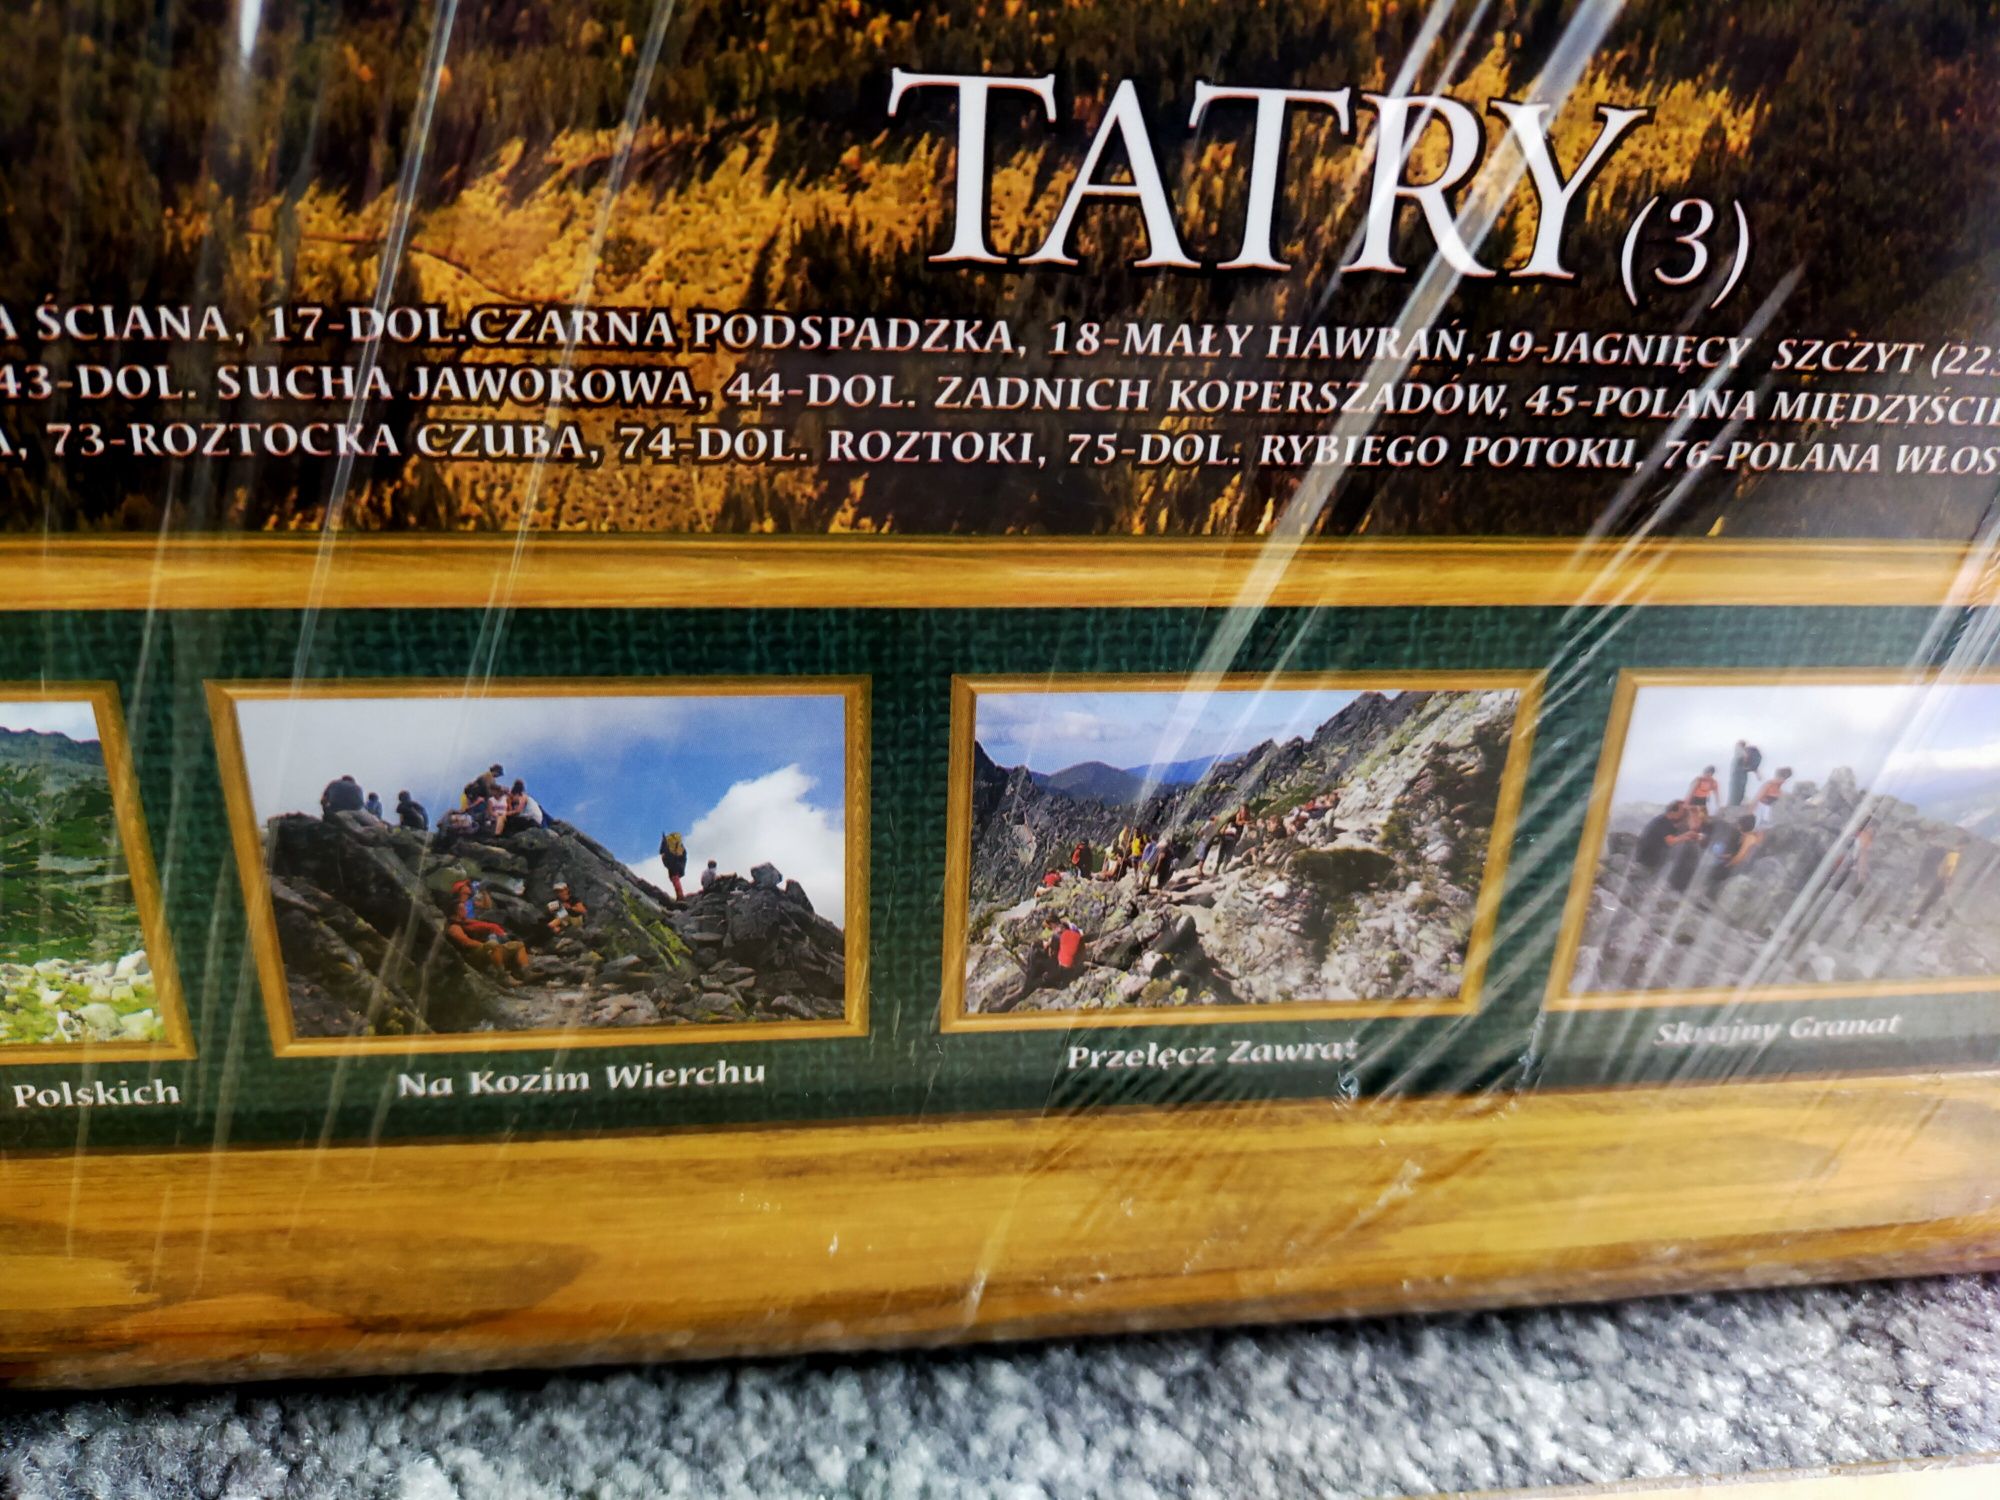 TATRY (3)
ŚCIANA, 17-DOL.CZARNA PODSPADZKA, 18-MAŁY HAWRAŃ,19-JAGNIĘCY SZCZYT
43-DOL. SUCHA JAWOROWA, 44-DOL. ZADNICH KOPERSZADÓW, 45-POLANA
73-ROZTOCKA CZUBA, 74-DOL. ROZTOKI, 75-DOL. RYBIEGO POTOKU, 76-POLANA
Polskich
Na Kozim Wierchu
Przełęcz Zawrat
Skrajny Granat